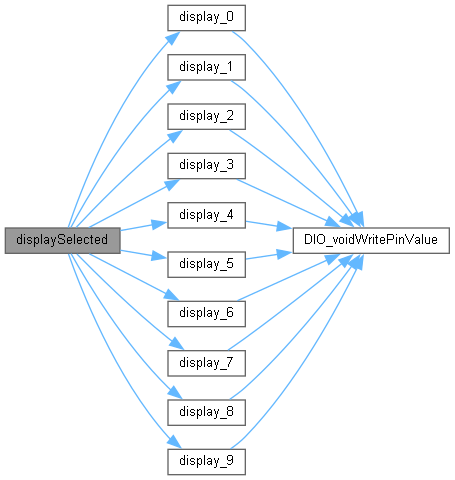 display_0
display_1
display_2
display_3
display_4
displaySelected
DIO_voidWritePinValue
display_5
display_6
display_7
display_8
display_9